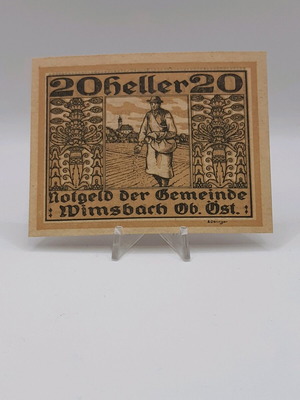 20 Heller 20
Notgeld der Gemeinde
: Wimsbach Ob. Öst. :